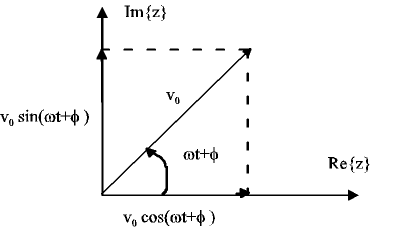 Im{z}
v₀
v₀ sin(ωt+ϕ )
ωt+ϕ
Re{z}
v₀ cos(ωt+ϕ )